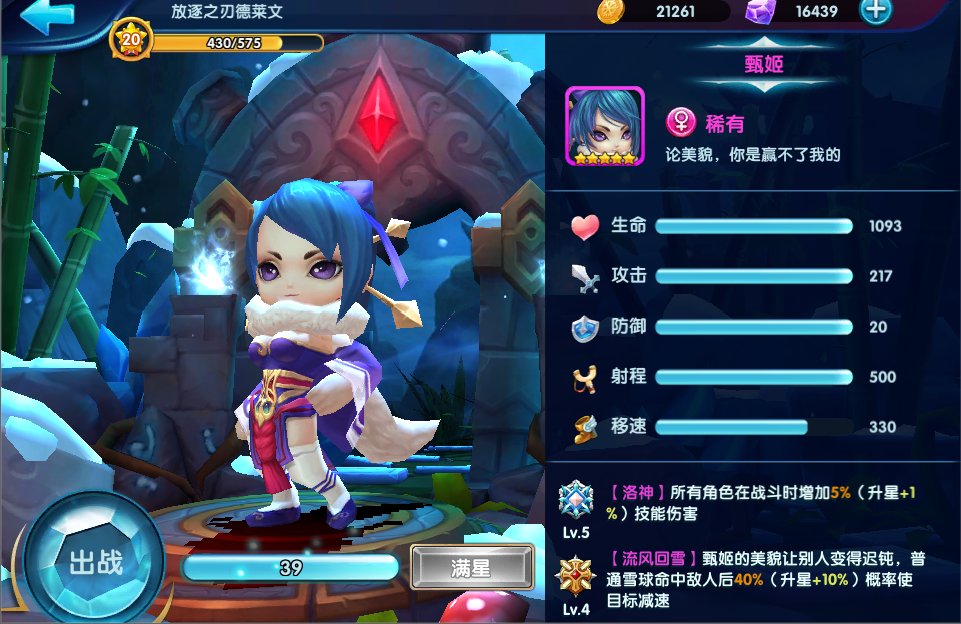 放逐之刃德莱文
21261
16439
20
430/575
甄姬
稀有
论美貌，你是赢不了我的
生命 1093
攻击 217
防御 20
射程 500
移速 330
【洛神】所有角色在战斗时增加5%（升星+1
%）技能伤害
Lv.5
【流风回雪】甄姬的美貌让别人变得迟钝，普
通雪球命中敌人后40%（升星+10%）概率使
目标减速
Lv.4
出战
39
满星